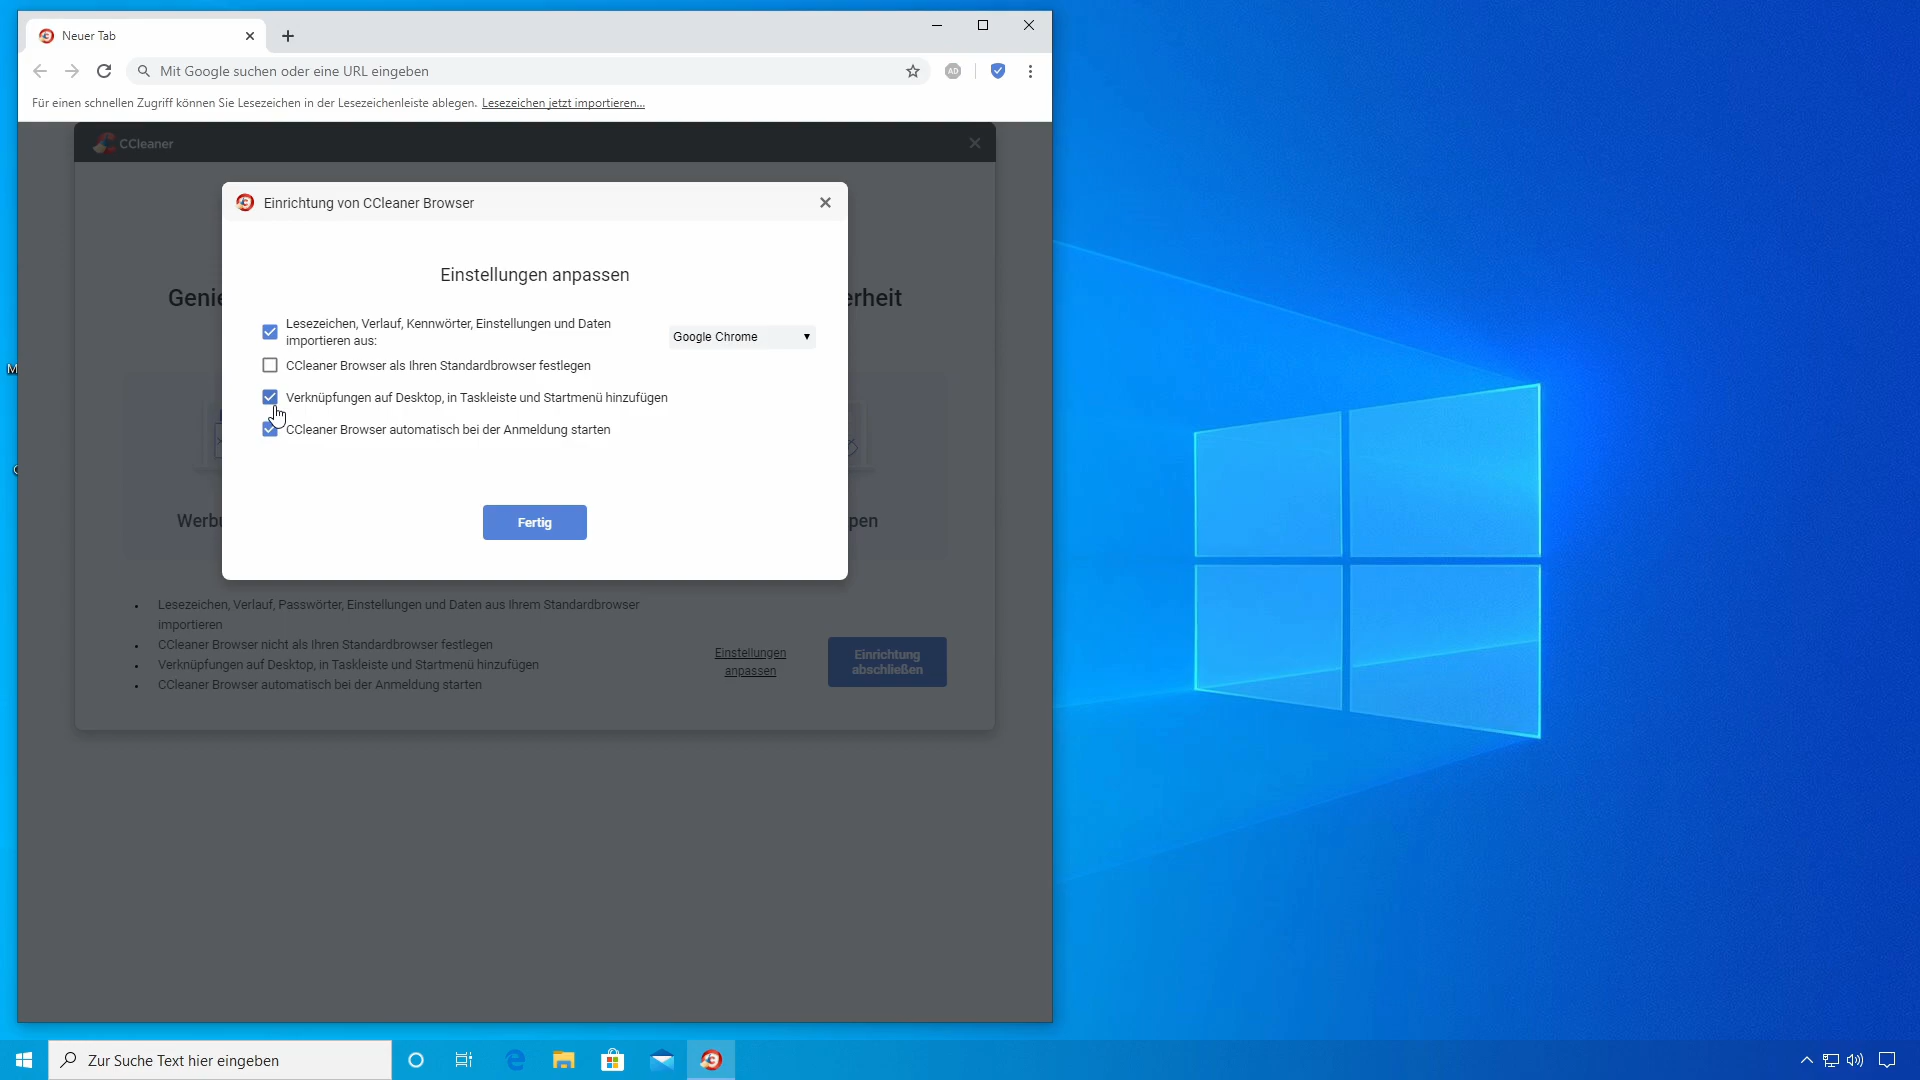 Neuer Tab
Mit Google suchen oder eine URL eingeben
AD
Für einen schnellen Zugriff können Sie Lesezeichen in der Lesezeichenleiste ablegen. Lesezeichen jetzt importieren...
CCleaner
Einrichtung von CCleaner Browser
Einstellungen anpassen
Lesezeichen, Verlauf, Kennwörter, Einstellungen und Daten
importieren aus:
Google Chrome
CCleaner Browser als Ihren Standardbrowser festlegen
Verknüpfungen auf Desktop, in Taskleiste und Startmenü hinzufügen
CCleaner Browser automatisch bei der Anmeldung starten
Fertig
Lesezeichen, Verlauf, Passwörter, Einstellungen und Daten aus Ihrem Standardbrowser
importieren
CCleaner Browser nicht als Ihren Standardbrowser festlegen
Verknüpfungen auf Desktop, in Taskleiste und Startmenü hinzufügen
CCleaner Browser automatisch bei der Anmeldung starten
Einstellungen
anpassen
Einrichtung
abschließen
Zur Suche Text hier eingeben